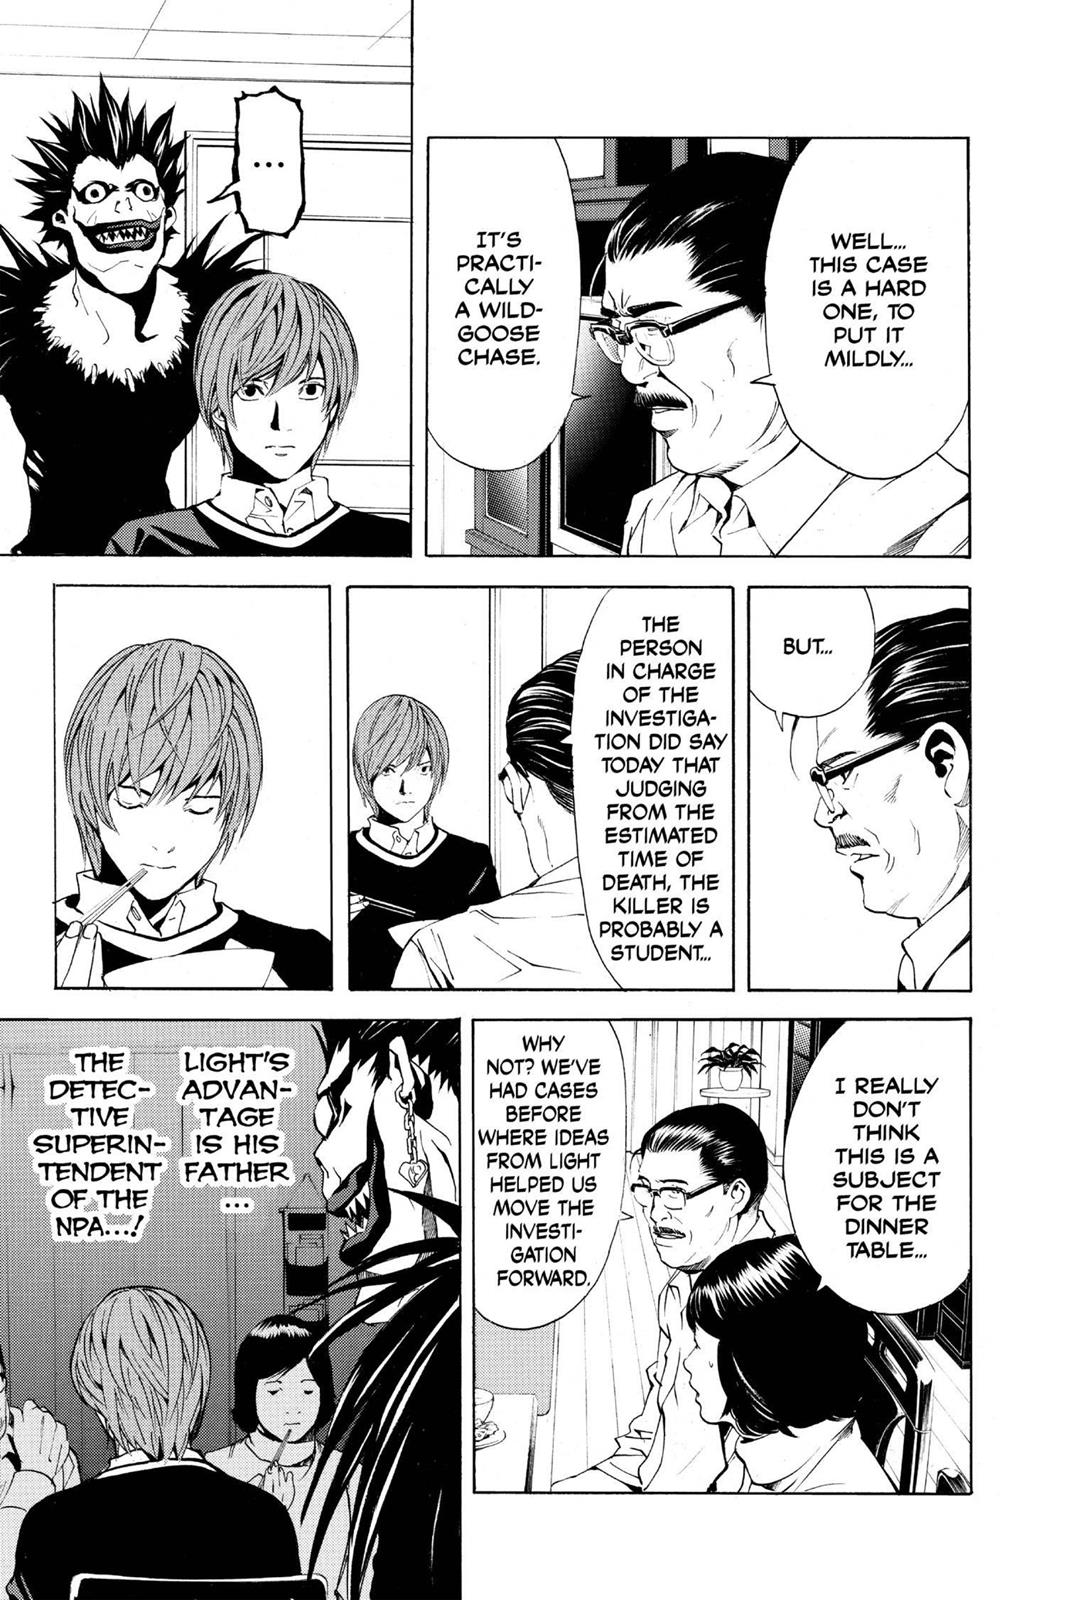 WELL...
THIS CASE
IS A HARD
ONE, TO
PUT IT
MILDLY...
IT'S
PRACTI-
CALLY
A WILD-
GOOSE
CHASE.
...
BUT...
THE
PERSON
IN CHARGE
OF THE
INVESTIGA-
TION DID SAY
TODAY THAT
JUDGING
FROM THE
ESTIMATED
TIME OF
DEATH, THE
KILLER IS
PROBABLY A
STUDENT...
I REALLY
DON'T
THINK
THIS IS A
SUBJECT
FOR THE
DINNER
TABLE...
WHY
NOT? WE'VE
HAD CASES
BEFORE
WHERE IDEAS
FROM LIGHT
HELPED US
MOVE THE
INVESTI-
GATION
FORWARD.
LIGHT'S
ADVAN-
TAGE
IS HIS
FATHER
...
THE
DETEC-
TIVE
SUPERIN-
TENDENT
OF THE
NPA...!